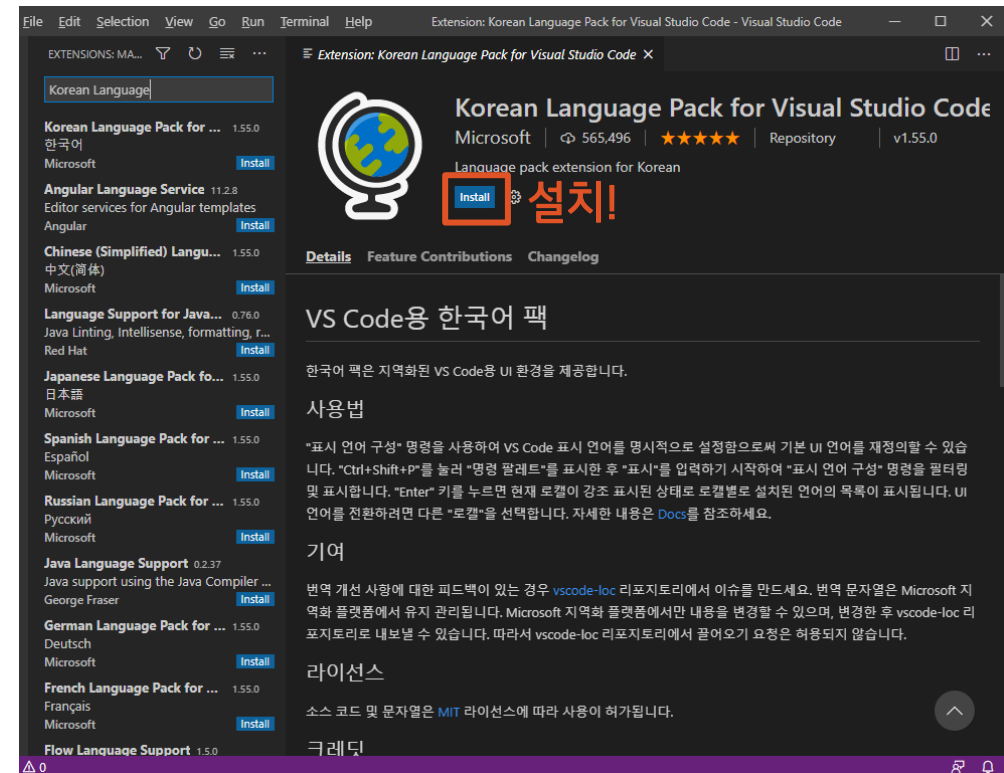 File Edit Selection View Go Run Terminal Help Extension: Korean Language Pack for Visual Studio Code - Visual Studio Code
EXTENSIONS: MA...
Korean Language
Korean Language Pack for ... 1.55.0
한국어
Microsoft Install
Angular Language Service 11.2.8
Editor services for Angular templates
Angular Install
Chinese (Simplified) Langu... 1.55.0
中文(简体)
Microsoft Install
Language Support for Java... 0.76.0
Java Linting, Intellisense, formatting, r...
Red Hat Install
Japanese Language Pack fo... 1.55.0
日本語
Microsoft Install
Spanish Language Pack for ... 1.55.0
Español
Microsoft Install
Russian Language Pack for ... 1.55.0
Русский
Microsoft Install
Java Language Support 0.2.37
Java support using the Java Compiler ...
George Fraser Install
German Language Pack for ... 1.55.0
Deutsch
Microsoft Install
French Language Pack for ... 1.55.0
Français
Microsoft Install
Flow Language Support 1.5.0
0
Extension: Korean Language Pack for Visual Studio Code
Korean Language Pack for Visual Studio Code
Microsoft 565,496 ★★★★★ Repository v1.55.0
Language pack extension for Korean
Install 설치!
Details Feature Contributions Changelog
VS Code용 한국어 팩
한국어 팩은 지역화된 VS Code용 UI 환경을 제공합니다.
사용법
"표시 언어 구성" 명령을 사용하여 VS Code 표시 언어를 명시적으로 설정함으로써 기본 UI 언어를 재정의할 수 있습
니다. "Ctrl+Shift+P"를 눌러 "명령 팔레트"를 표시한 후 "표시"를 입력하기 시작하여 "표시 언어 구성" 명령을 필터링
및 표시합니다. "Enter" 키를 누르면 현재 로캘이 강조 표시된 상태로 로캘별로 설치된 언어의 목록이 표시됩니다. UI
언어를 전환하려면 다른 "로캘"을 선택합니다. 자세한 내용은 Docs를 참조하세요.
기여
번역 개선 사항에 대한 피드백이 있는 경우 vscode-loc 리포지토리에서 이슈를 만드세요. 번역 문자열은 Microsoft 지
역화 플랫폼에서 유지 관리됩니다. Microsoft 지역화 플랫폼에서만 내용을 변경할 수 있으며, 변경한 후 vscode-loc 리
포지토리로 내보낼 수 있습니다. 따라서 vscode-loc 리포지토리에서 끌어오기 요청은 허용되지 않습니다.
라이선스
소스 코드 및 문자열은 MIT 라이선스에 따라 사용이 허가됩니다.
크레딧